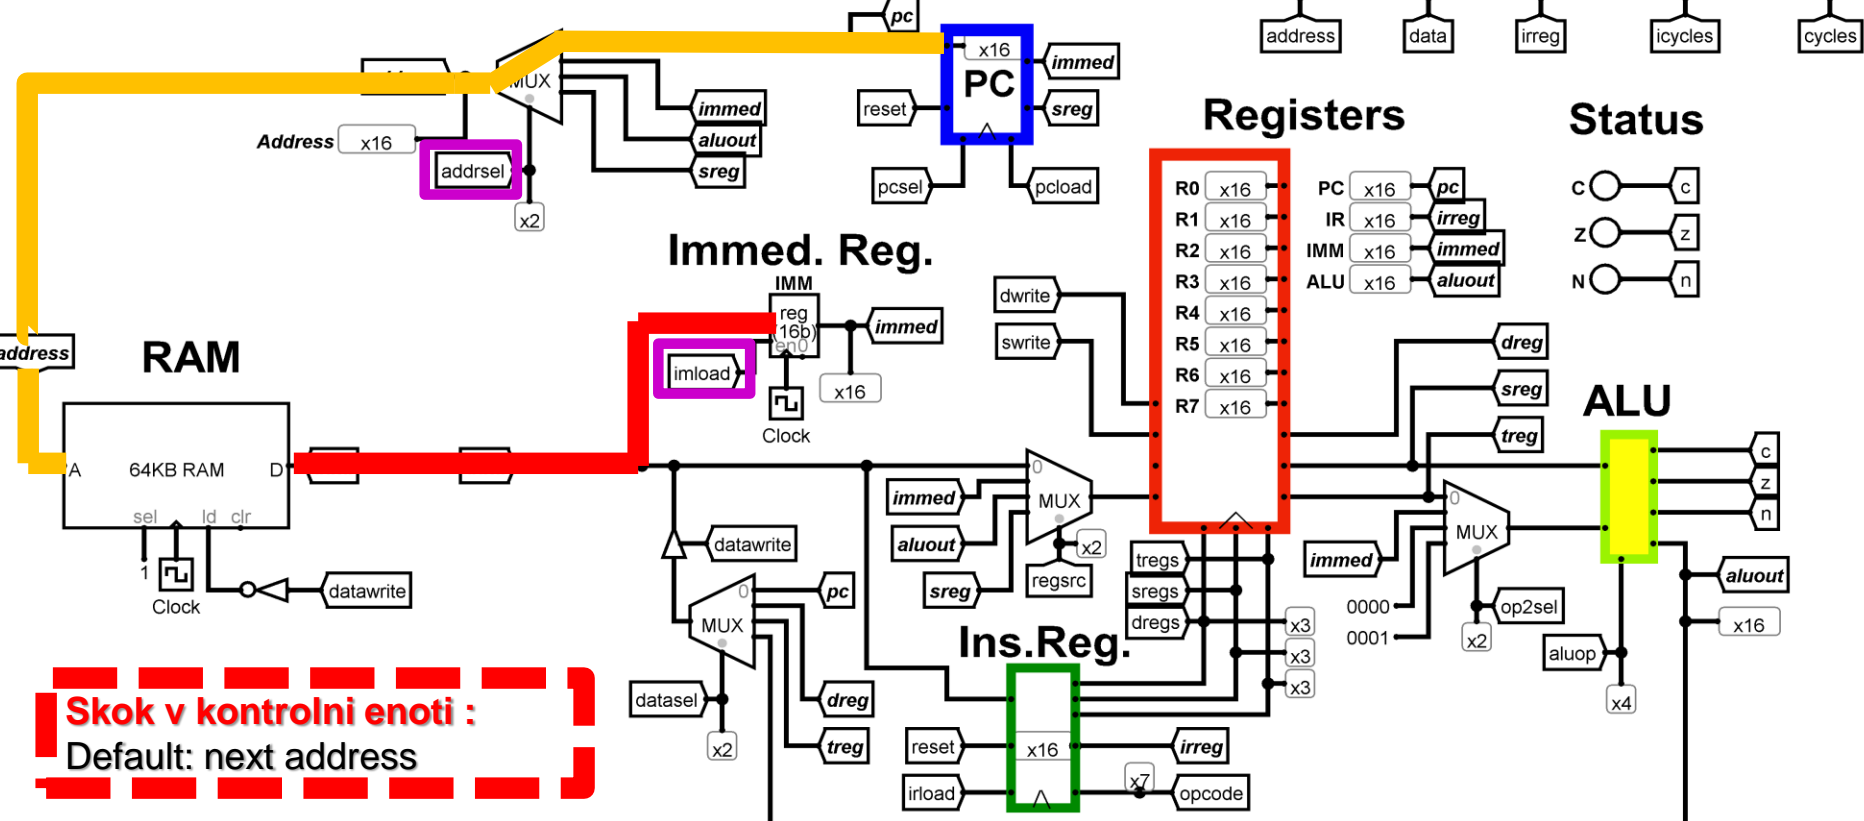 pc
address
data
irreg
icycles
cycles
MUX
x16
immed
PC
reset
sreg
pcsel
pcload
immed
aluout
sreg
Address
x16
addrsel
x2
Registers
Status
R0 x16
R1 x16
R2 x16
R3 x16
R4 x16
R5 x16
R6 x16
R7 x16
PC x16 pc
IR x16 irreg
IMM x16 immed
ALU x16 aluout
C c
Z z
N n
Immed. Reg.
IMM
reg
(16b)
en0
immed
imload
x16
Clock
dwrite
swrite
dreg
sreg
treg
address
RAM
A
64KB RAM
D
sel
ld
clr
1
Clock
datawrite
datawrite
0
MUX
pc
dreg
treg
datasel
x2
0
MUX
immed
aluout
sreg
x2
regsrc
tregs
sregs
dregs
x3
x3
x3
ALU
0
MUX
immed
0000
0001
op2sel
x2
c
z
n
aluout
x16
aluop
x4
Ins.Reg.
reset
x16
irreg
irload
x7
opcode
Skok v kontrolni enoti :
Default: next address